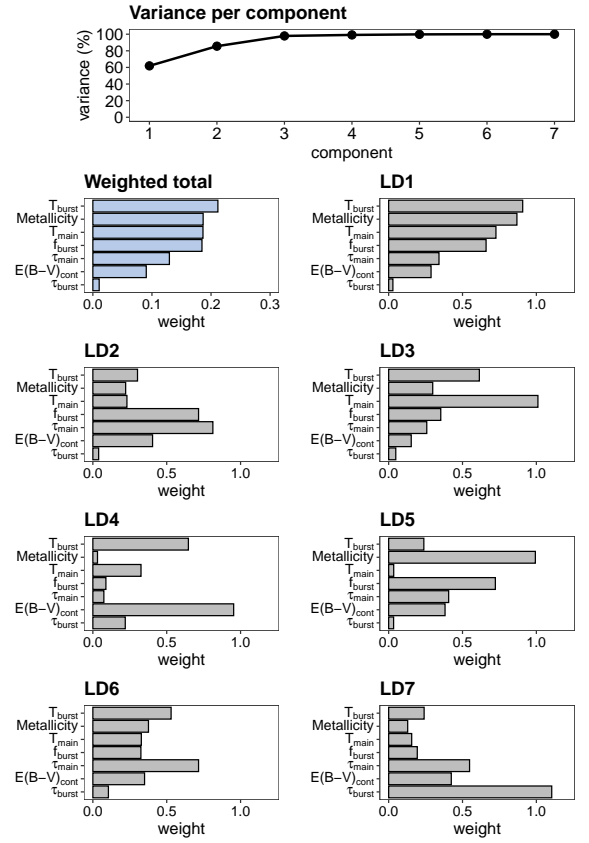 Variance per component
variance (%)
100
80
60
40
20
0
1 2 3 4 5 6 7
component
Weighted total
T_burst
Metallicity
T_main
f_burst
τ_main
E(B−V)_cont
τ_burst
0.0 0.1 0.2 0.3
weight
LD1
T_burst
Metallicity
T_main
f_burst
τ_main
E(B−V)_cont
τ_burst
0.0 0.5 1.0
weight
LD2
T_burst
Metallicity
T_main
f_burst
τ_main
E(B−V)_cont
τ_burst
0.0 0.5 1.0
weight
LD3
T_burst
Metallicity
T_main
f_burst
τ_main
E(B−V)_cont
τ_burst
0.0 0.5 1.0
weight
LD4
T_burst
Metallicity
T_main
f_burst
τ_main
E(B−V)_cont
τ_burst
0.0 0.5 1.0
weight
LD5
T_burst
Metallicity
T_main
f_burst
τ_main
E(B−V)_cont
τ_burst
0.0 0.5 1.0
weight
LD6
T_burst
Metallicity
T_main
f_burst
τ_main
E(B−V)_cont
τ_burst
0.0 0.5 1.0
weight
LD7
T_burst
Metallicity
T_main
f_burst
τ_main
E(B−V)_cont
τ_burst
0.0 0.5 1.0
weight